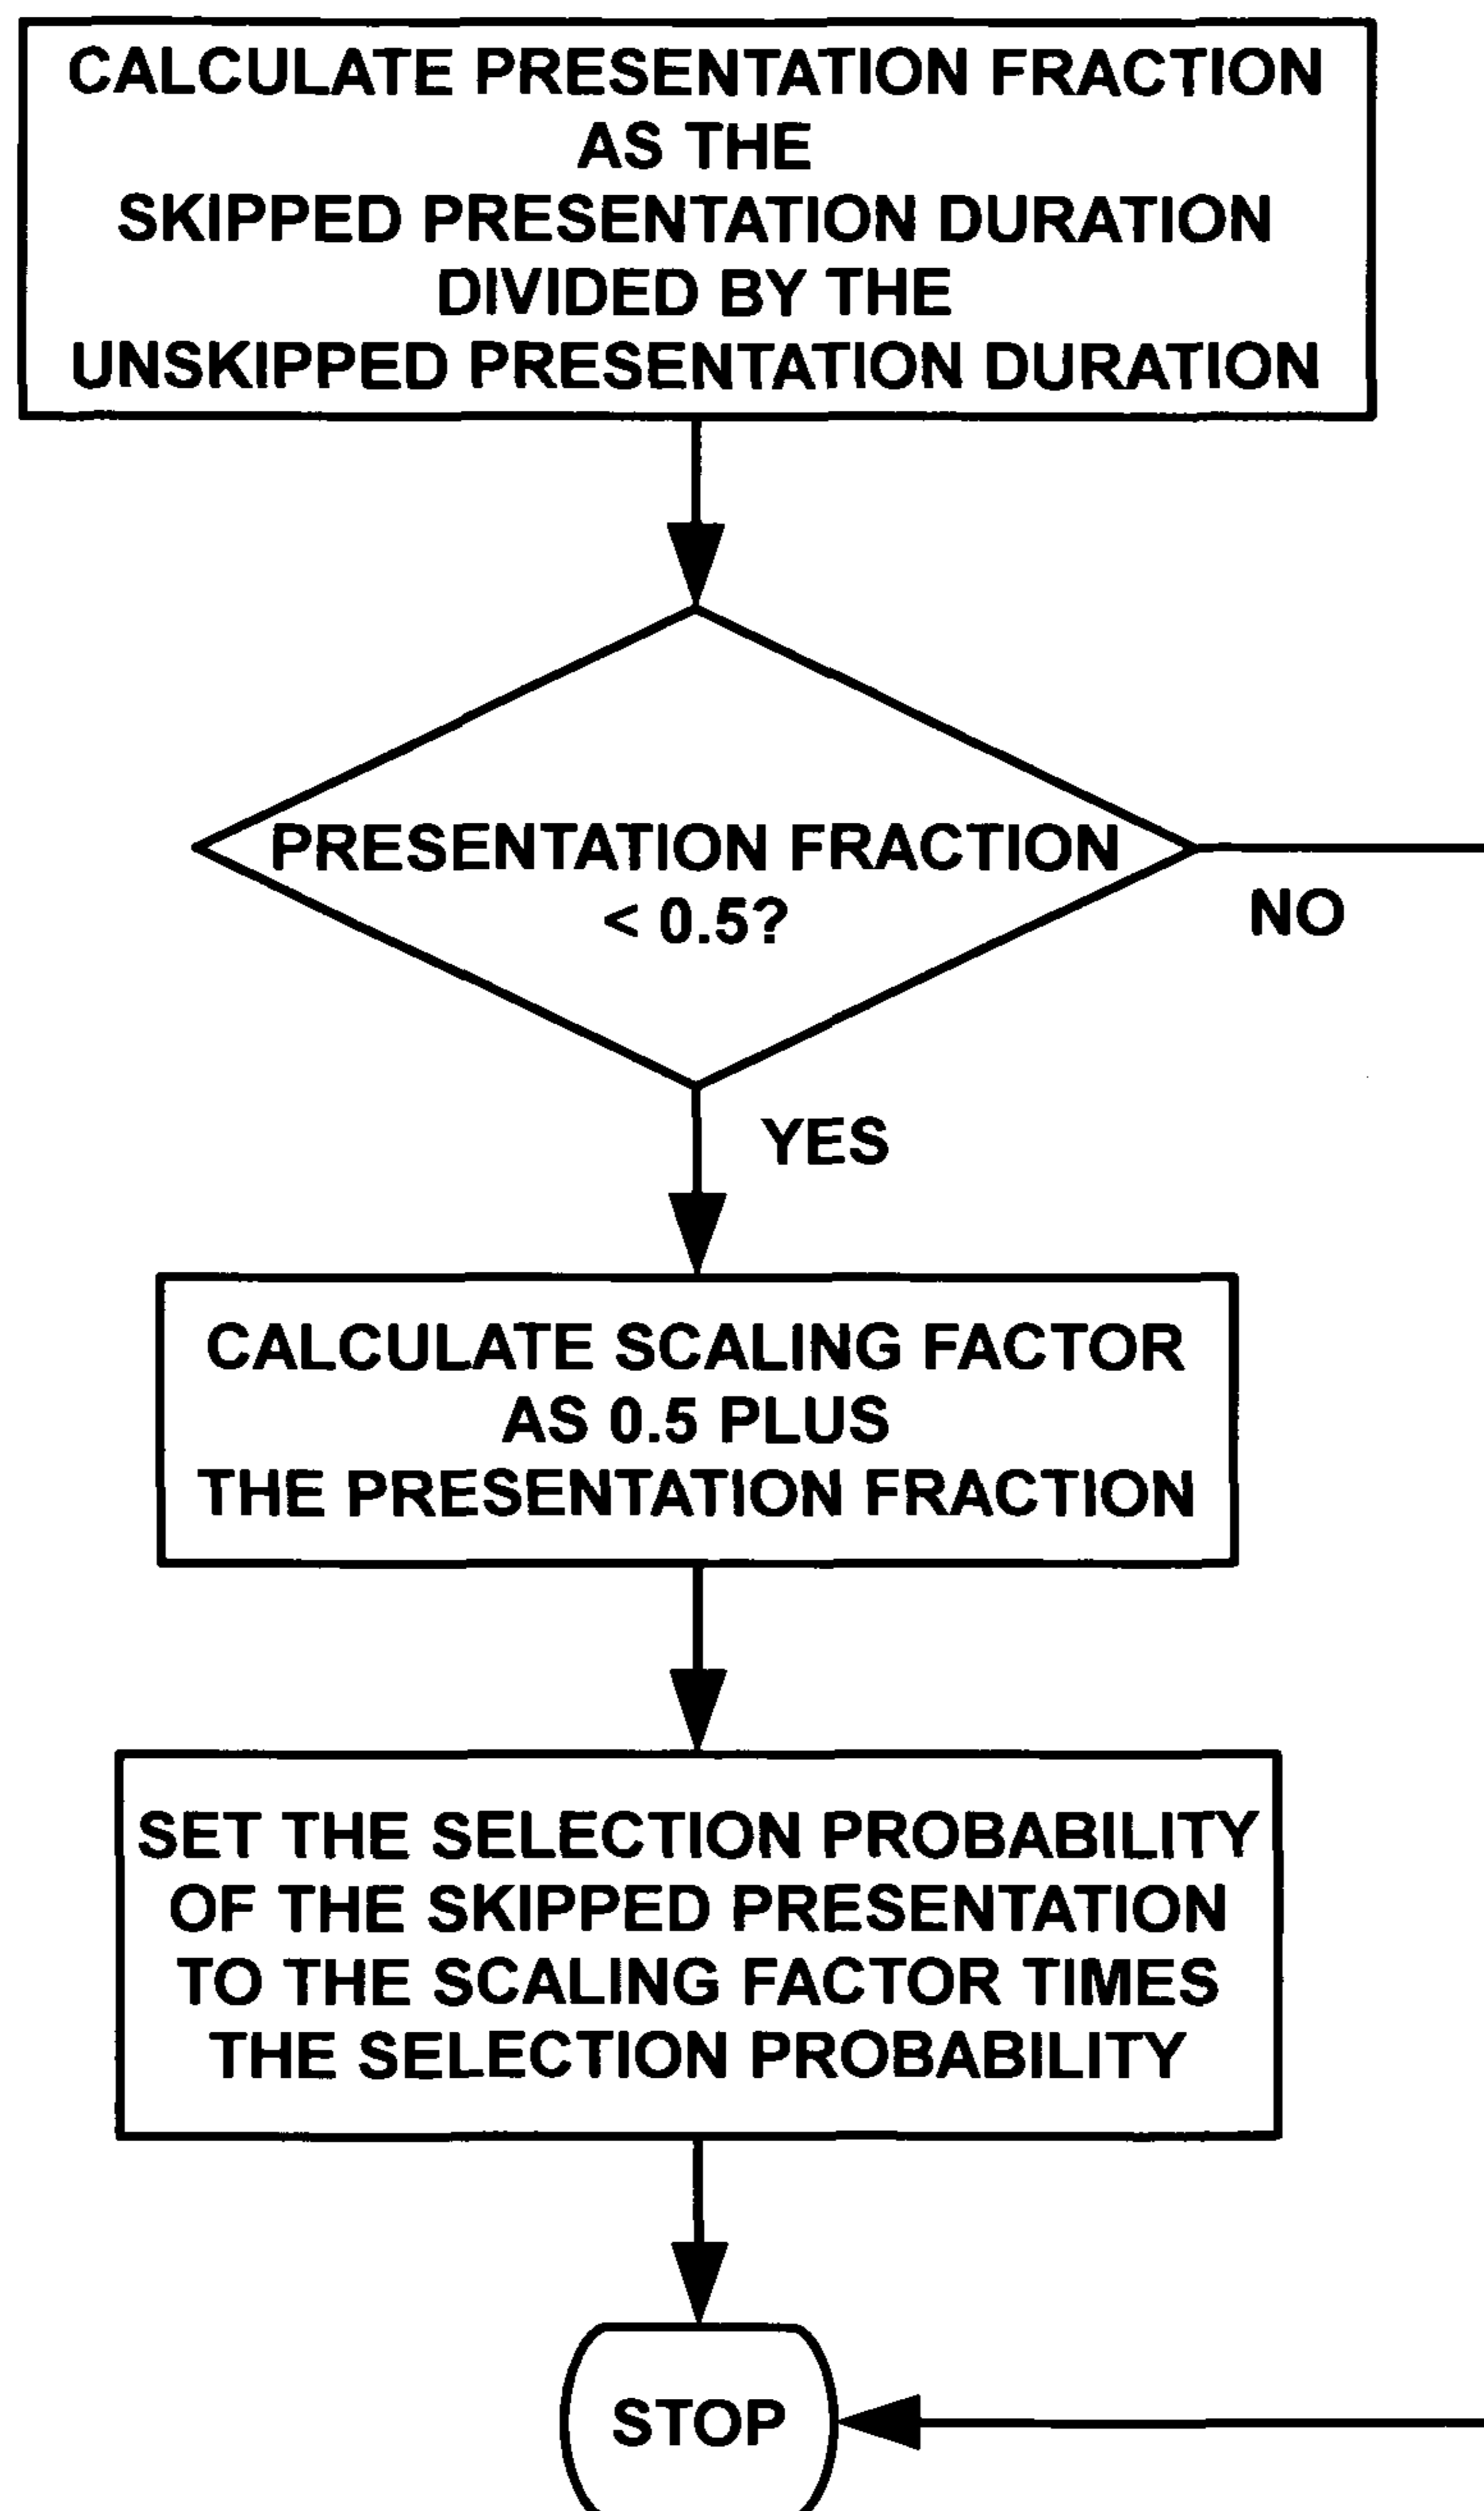 CALCULATE PRESENTATION FRACTION
AS THE
SKIPPED PRESENTATION DURATION
DIVIDED BY THE
UNSKIPPED PRESENTATION DURATION
PRESENTATION FRACTION
< 0.5?
NO
YES
CALCULATE SCALING FACTOR
AS 0.5 PLUS
THE PRESENTATION FRACTION
SET THE SELECTION PROBABILITY
OF THE SKIPPED PRESENTATION
TO THE SCALING FACTOR TIMES
THE SELECTION PROBABILITY
STOP